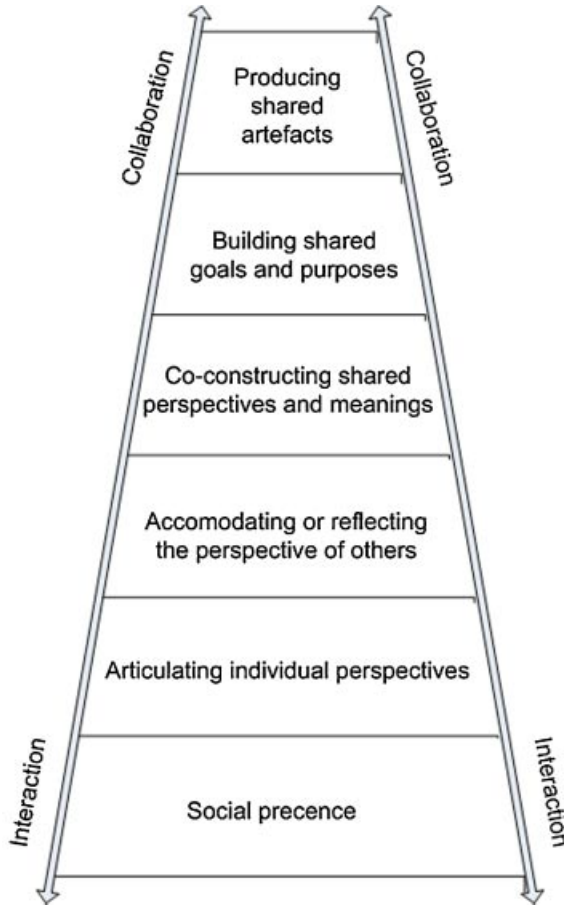 Collaboration
Collaboration
Producing
shared
artefacts
Building shared
goals and purposes
Co-constructing shared
perspectives and meanings
Accomodating or reflecting
the perspective of others
Articulating individual perspectives
Interaction
Interaction
Social precence